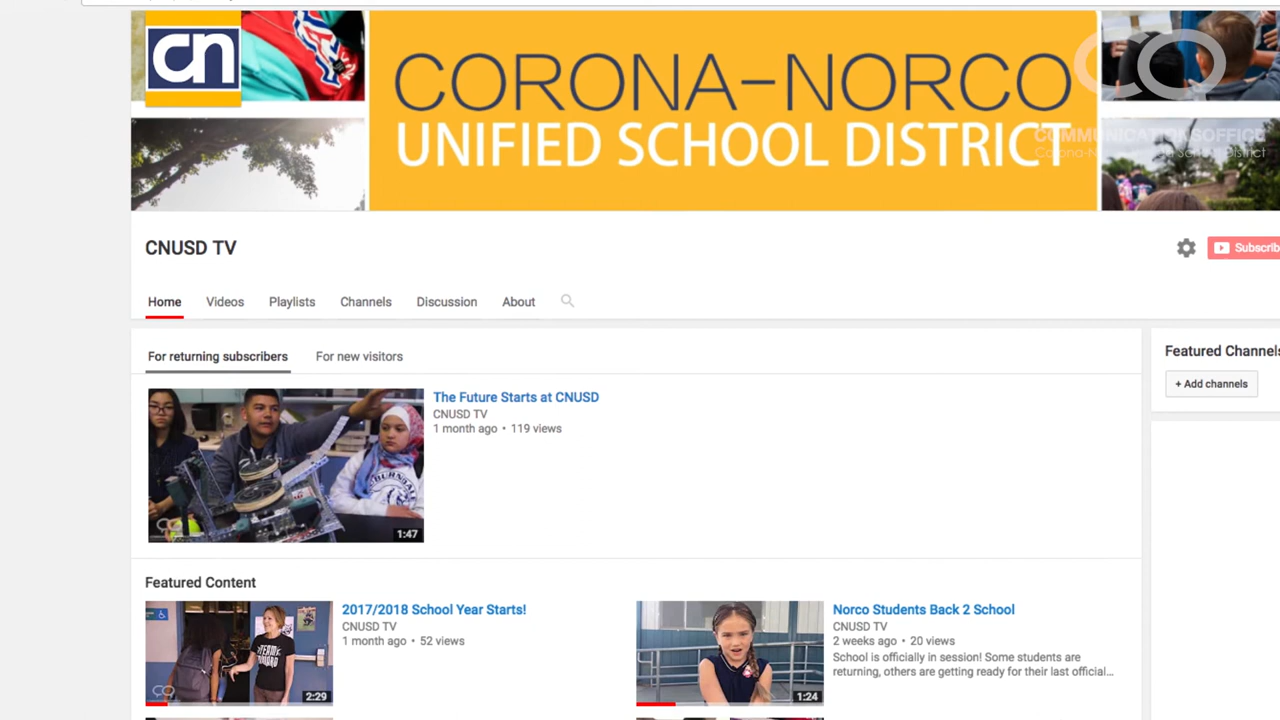 cn
CORONA-NORCO
UNIFIED SCHOOL DISTRICT
COMMUNICATIONSOFFICE
CNUSD TV
Subscrib
Home Videos Playlists Channels Discussion About
For returning subscribers For new visitors
Featured Channels
+ Add channels
The Future Starts at CNUSD
CNUSD TV
1 month ago • 119 views
1:47
Featured Content
2017/2018 School Year Starts!
CNUSD TV
1 month ago • 52 views
2:29
Norco Students Back 2 School
CNUSD TV
2 weeks ago • 20 views
School is officially in session! Some students are
returning, others are getting ready for their last official...
1:24